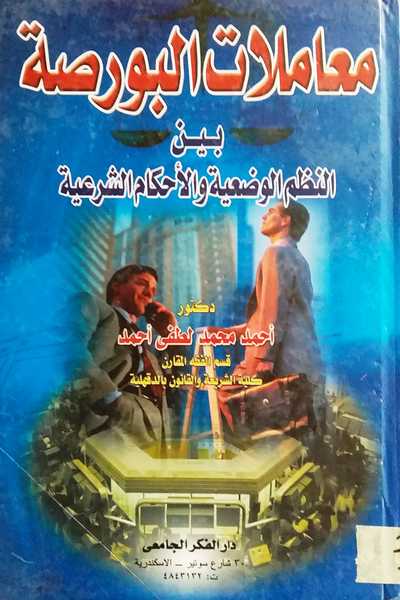 معاملات البورصة
بين
النظم الوضعية والأحكام الشرعية
دكتور
أحمد محمد لطفى أحمد
قسم الفقه المقارن
كلية الشريعة والقانون بالدقهلية
دار الفكر الجامعى
٣٠ شارع سوتير - الاسكندرية
ت: ٤٨٤٣١٣٢